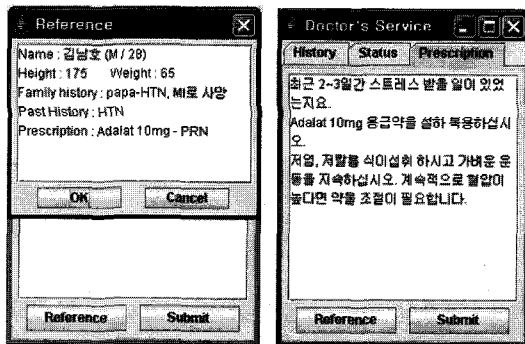 Reference
Name : 김남호 (M / 28)
Height : 175 Weight : 65
Family history : papa-HTN, MI로 사망
Past History : HTN
Prescription : Adalat 10mg - PRN
OK Cancel
Reference Submit
Doctor's Service
History Status Prescription
최근 2~3일간 스트레스 받을 일이 있었
는지요.
Adalat 10mg 응급약을 설하 복용하십시
오.
저염, 저칼륨 식이섭취 하시고 가벼운 운
동을 지속하십시오. 계속적으로 혈압이
높다면 약물 조절이 필요합니다.
Reference Submit